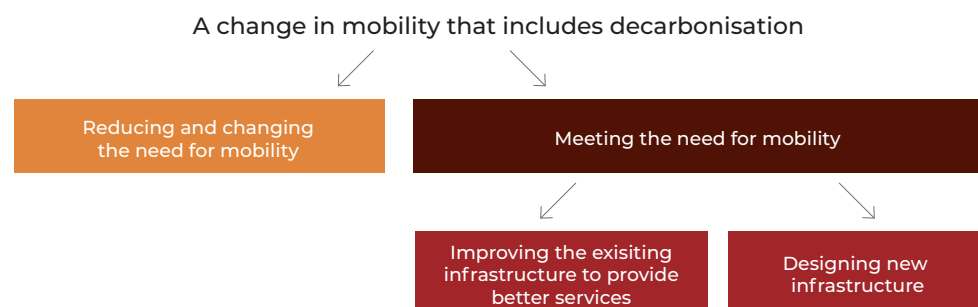 A change in mobility that includes decarbonisation
Reducing and changing
the need for mobility
Meeting the need for mobility
Improving the exisiting
infrastructure to provide
better services
Designing new
infrastructure